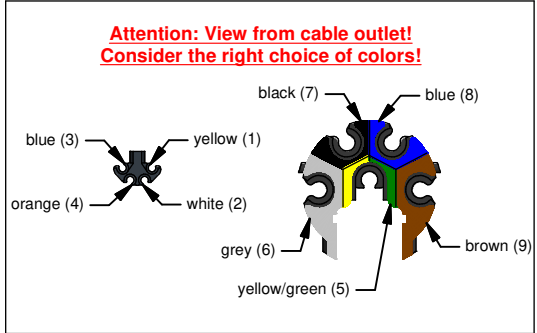 Attention: View from cable outlet!
Consider the right choice of colors!
black (7)
blue (8)
blue (3)
yellow (1)
orange (4)
white (2)
grey (6)
brown (9)
yellow/green (5)